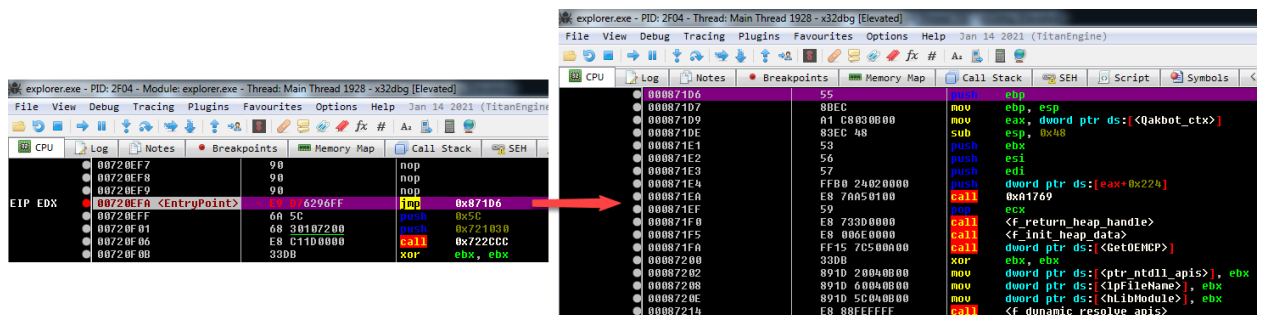 explorer.exe - PID: 2F04 - Module: explorer.exe - Thread: Main Thread 1928 - x32dbg [Elevated]
File View Debug Tracing Plugins Favourites Options Help Jan 14 2021 (TitanEngine
CPU Log Notes Breakpoints Memory Map Call Stack SEH
00720EF7 90 nop
00720EF8 90 nop
00720EF9 90 nop
EIP EDX 00720EFA <EntryPoint> E9 D76296FF jmp 0x871D6
00720EFF 6A 5C push 0x5C
00720F01 68 30107200 push 0x721030
00720F06 E8 C11D0000 call 0x722CCC
00720F0B 33DB xor ebx, ebx
explorer.exe - PID: 2F04 - Thread: Main Thread 1928 - x32dbg [Elevated]
File View Debug Tracing Plugins Favourites Options Help Jan 14 2021 (TitanEngine)
CPU Log Notes Breakpoints Memory Map Call Stack SEH Script Symbols
000871D6 55 push ebp
000871D7 8BEC mov ebp, esp
000871D9 A1 C8030B00 mov eax, dword ptr ds:[<Qakbot_ctx>]
000871DE 83EC 48 sub esp, 0x48
000871E1 53 push ebx
000871E2 56 push esi
000871E3 57 push edi
000871E4 FFB0 24020000 push dword ptr ds:[eax+0x224]
000871EA E8 7AA50100 call 0xA1769
000871EF 59 pop ecx
000871F0 E8 733D0000 call <f_return_heap_handle>
000871F5 E8 006E0000 call <f_init_heap_data>
000871FA FF15 7C500A00 call dword ptr ds:[<GetOEMCP>]
00087200 33DB xor ebx, ebx
00087202 891D 20040B00 mov dword ptr ds:[<ptr_ntdll_apis>], ebx
00087208 891D 60040B00 mov dword ptr ds:[<lpFileName>], ebx
0008720E 891D 5C040B00 mov dword ptr ds:[<hLibModule>], ebx
00087214 E8 88FEFFFF call <f_dynamic_resolve_apis>